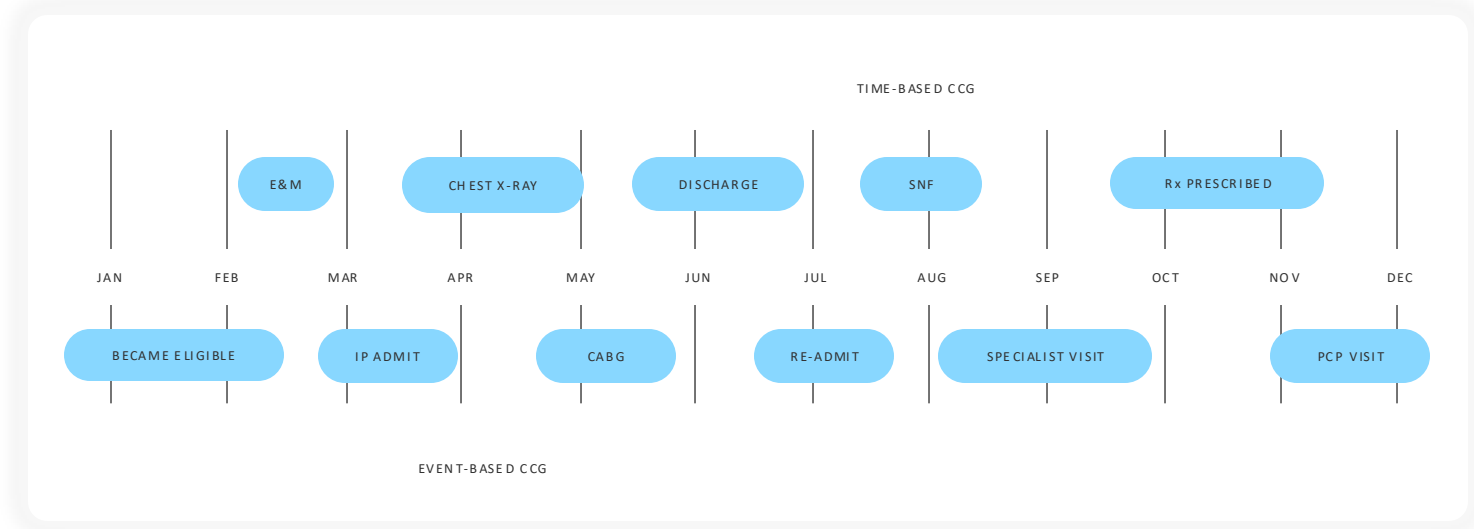 TIME-BASED CCG
E&M
CHEST X-RAY
DISCHARGE
SNF
Rx PRESCRIBED
JAN FEB MAR APR MAY JUN JUL AUG SEP OCT NOV DEC
BECAME ELIGIBLE
IP ADMIT
CABG
RE-ADMIT
SPECIALIST VISIT
PCP VISIT
EVENT-BASED CCG